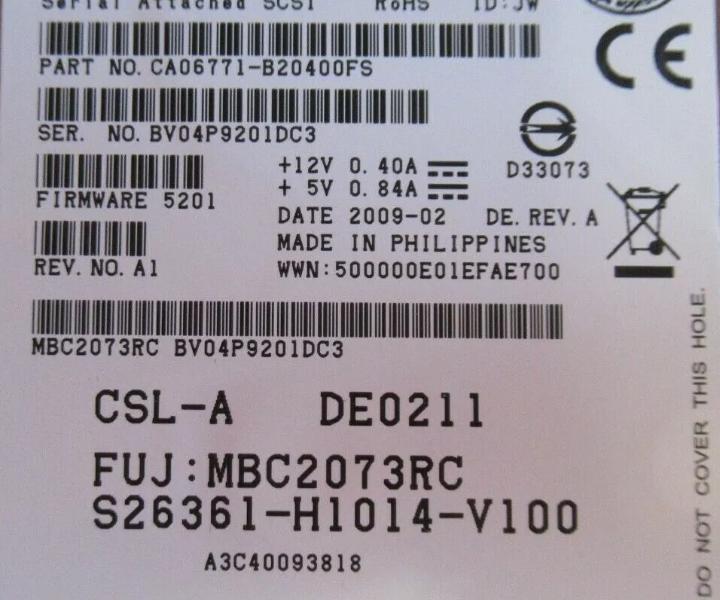 Serial Attached SCSI RoHS ID:JW
PART NO. CA06771-B20400FS
SER. NO. BV04P9201DC3
FIRMWARE 5201
REV. NO. A1
+12V 0.40A
+ 5V 0.84A
D33073
DATE 2009-02 DE. REV. A
MADE IN PHILIPPINES
WWN:500000E01EFAE700
MBC2073RC BV04P9201DC3
CSL-A DE0211
FUJ:MBC2073RC
S26361-H1014-V100
A3C40093818
CE
DO NOT COVER THIS HOLE.